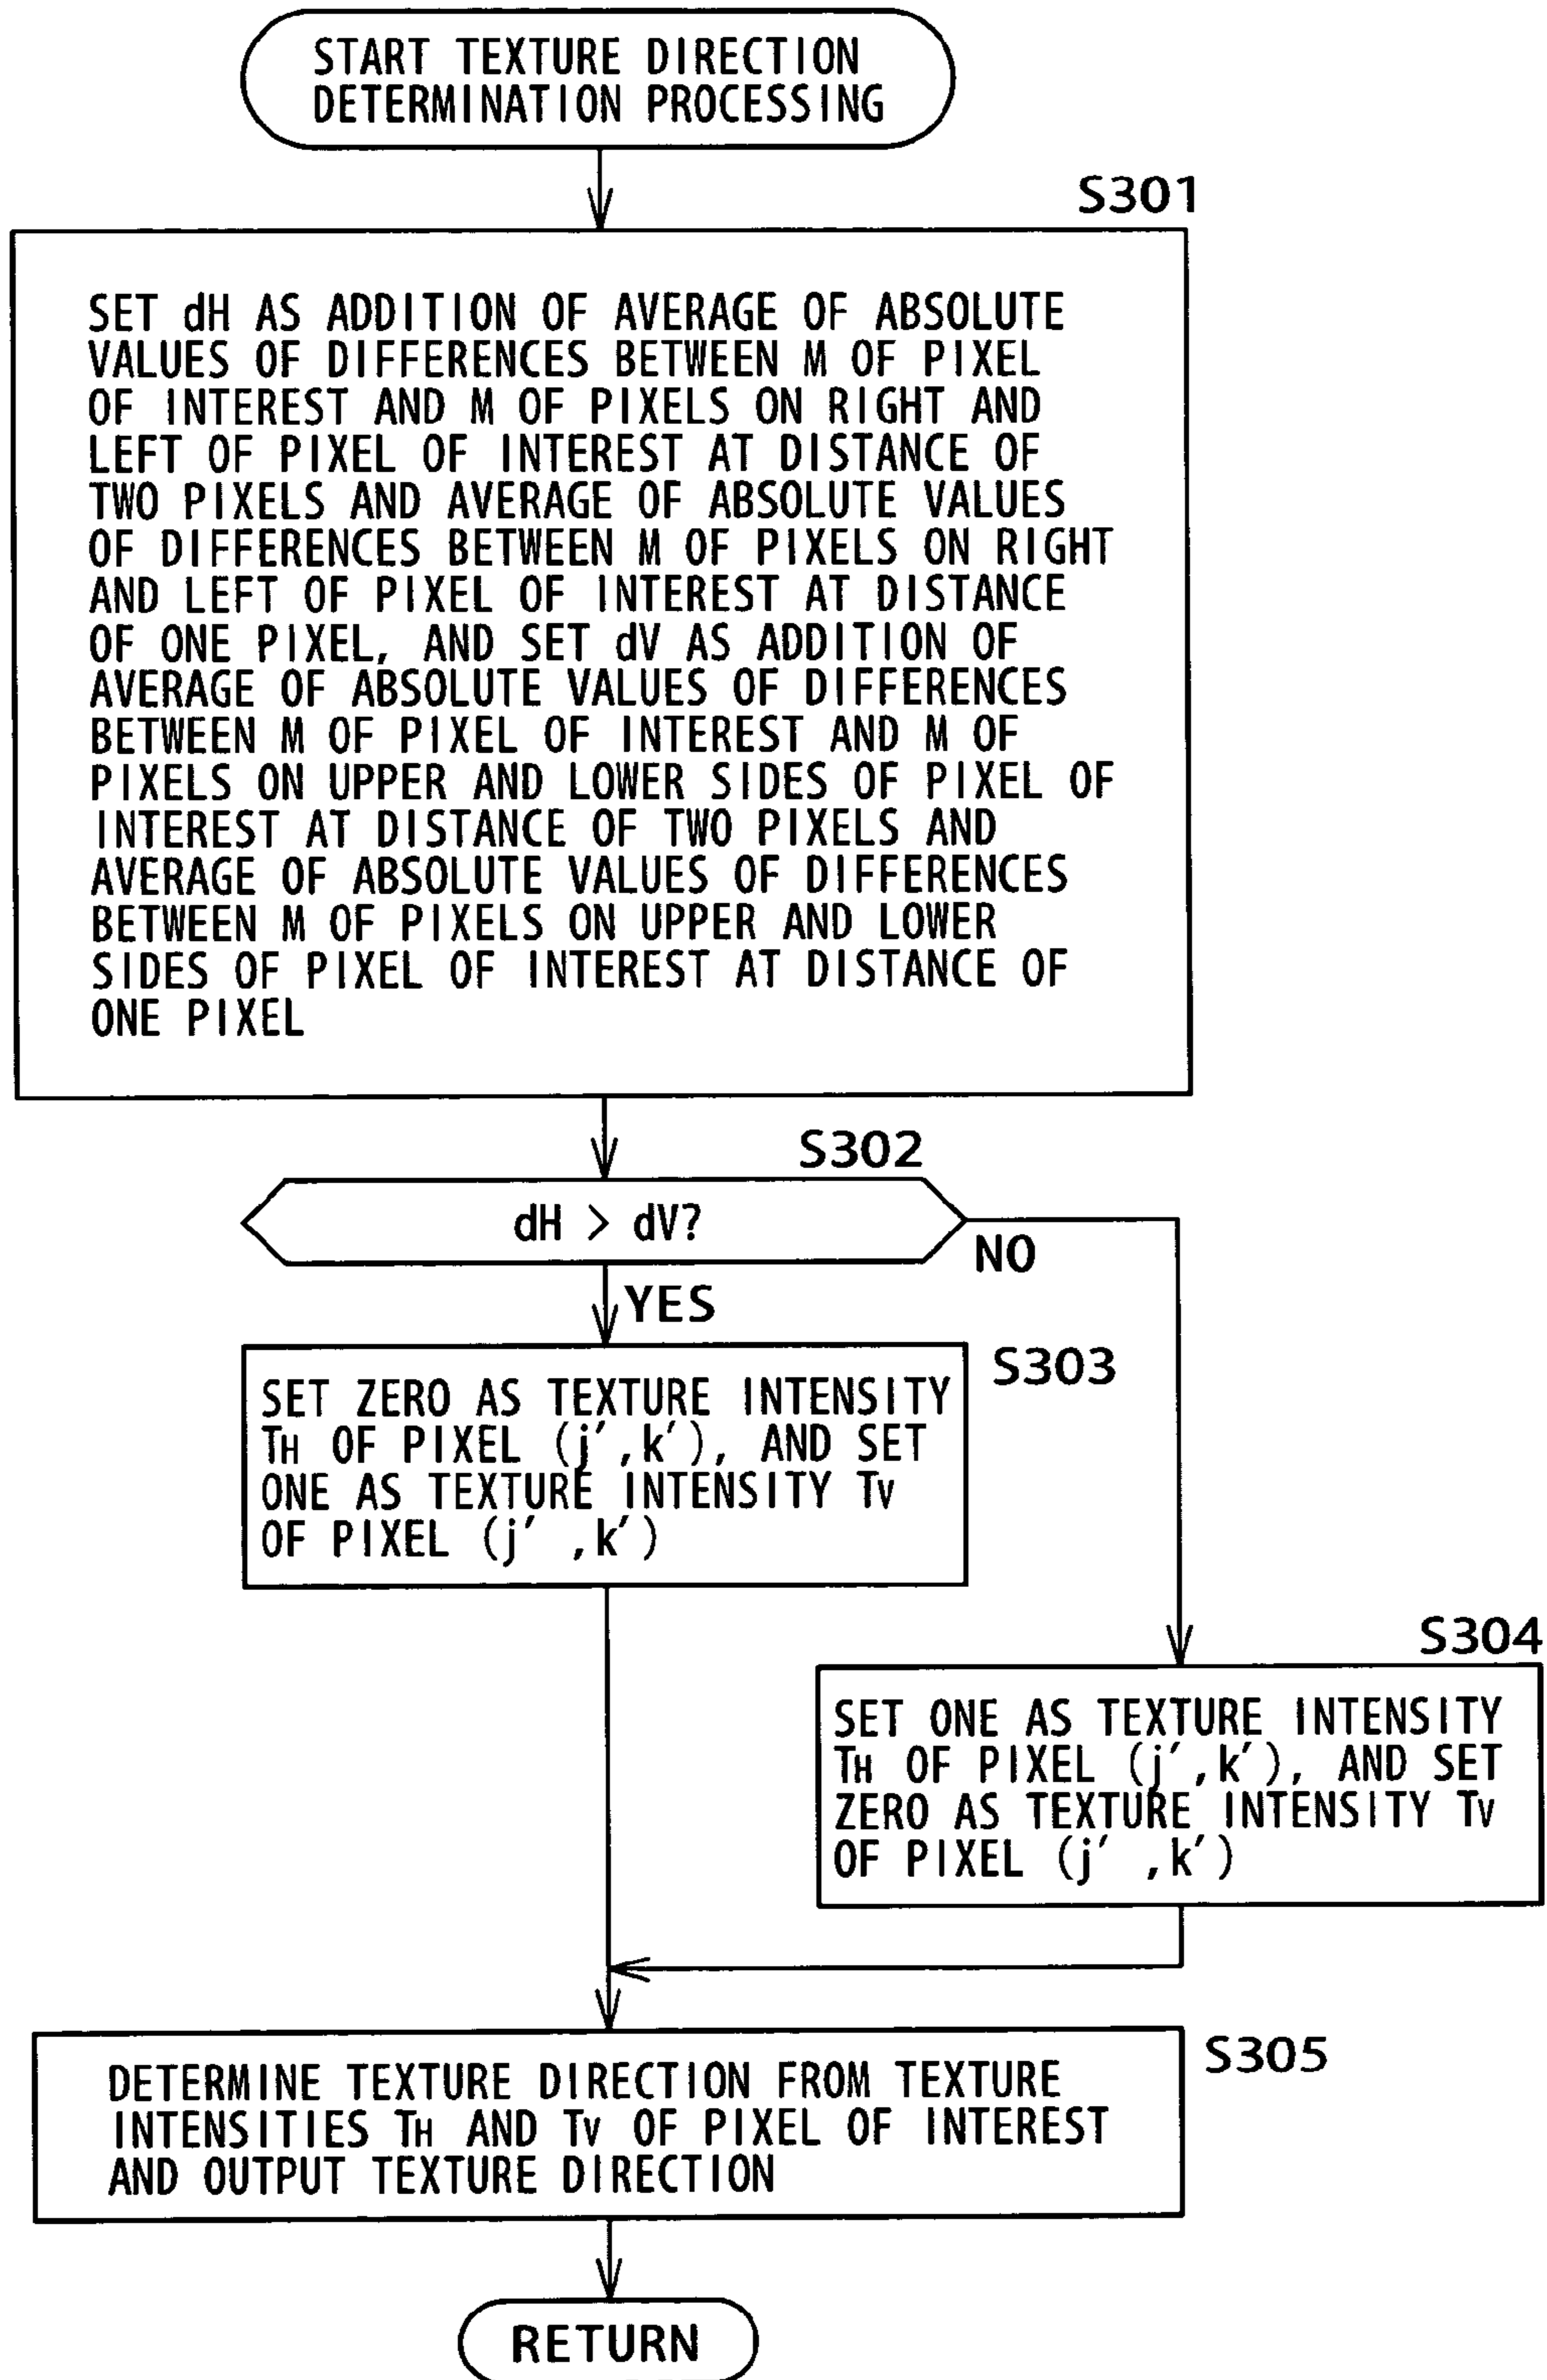 START TEXTURE DIRECTION
DETERMINATION PROCESSING
S301
SET dH AS ADDITION OF AVERAGE OF ABSOLUTE
VALUES OF DIFFERENCES BETWEEN M OF PIXEL
OF INTEREST AND M OF PIXELS ON RIGHT AND
LEFT OF PIXEL OF INTEREST AT DISTANCE OF
TWO PIXELS AND AVERAGE OF ABSOLUTE VALUES
OF DIFFERENCES BETWEEN M OF PIXELS ON RIGHT
AND LEFT OF PIXEL OF INTEREST AT DISTANCE
OF ONE PIXEL, AND SET dV AS ADDITION OF
AVERAGE OF ABSOLUTE VALUES OF DIFFERENCES
BETWEEN M OF PIXEL OF INTEREST AND M OF
PIXELS ON UPPER AND LOWER SIDES OF PIXEL OF
INTEREST AT DISTANCE OF TWO PIXELS AND
AVERAGE OF ABSOLUTE VALUES OF DIFFERENCES
BETWEEN M OF PIXELS ON UPPER AND LOWER
SIDES OF PIXEL OF INTEREST AT DISTANCE OF
ONE PIXEL
S302
dH > dV?
NO
YES
S303
SET ZERO AS TEXTURE INTENSITY
TH OF PIXEL (j′,k′), AND SET
ONE AS TEXTURE INTENSITY TV
OF PIXEL (j′ ,k′)
S304
SET ONE AS TEXTURE INTENSITY
TH OF PIXEL (j′,k′), AND SET
ZERO AS TEXTURE INTENSITY TV
OF PIXEL (j′ ,k′)
S305
DETERMINE TEXTURE DIRECTION FROM TEXTURE
INTENSITIES TH AND TV OF PIXEL OF INTEREST
AND OUTPUT TEXTURE DIRECTION
RETURN